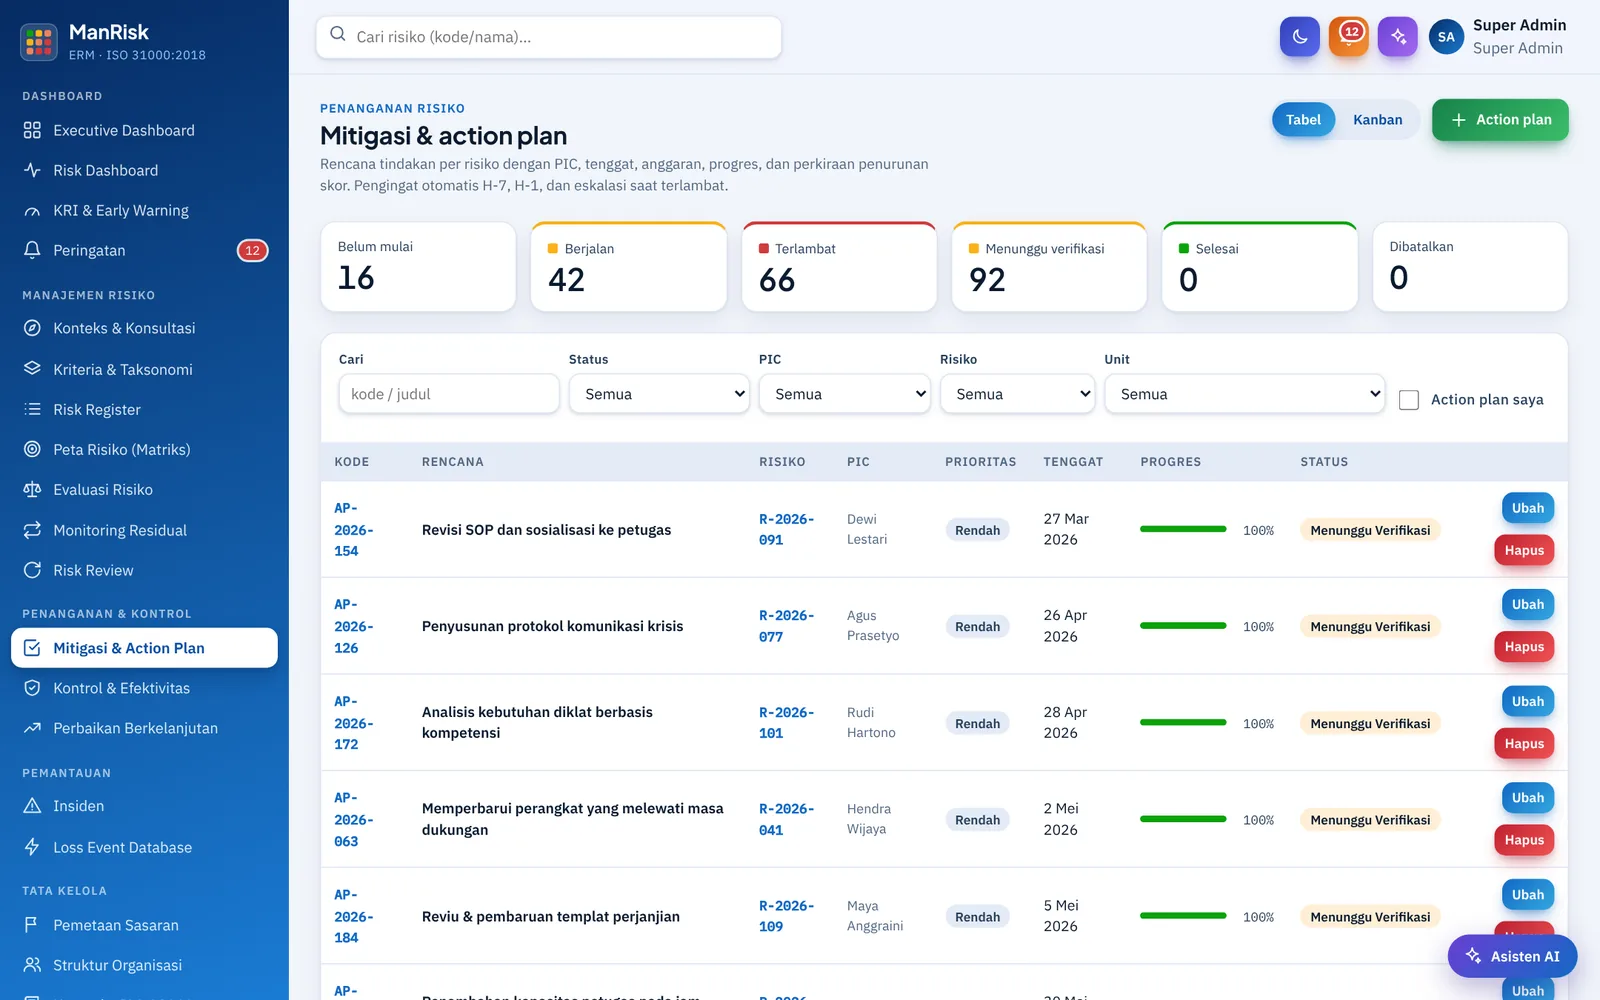 ManRisk
ERM · ISO 31000:2018
DASHBOARD
Executive Dashboard
Risk Dashboard
KRI & Early Warning
Peringatan
12
MANAJEMEN RISIKO
Konteks & Konsultasi
Kriteria & Taksonomi
Risk Register
Peta Risiko (Matriks)
Evaluasi Risiko
Monitoring Residual
Risk Review
PENANGANAN & KONTROL
Mitigasi & Action Plan
Kontrol & Efektivitas
Perbaikan Berkelanjutan
PEMANTAUAN
Insiden
Loss Event Database
TATA KELOLA
Pemetaan Sasaran
Struktur Organisasi
Cari risiko (kode/nama)...
12
SA
Super Admin
Super Admin
PENANGANAN RISIKO
Mitigasi & action plan
Rencana tindakan per risiko dengan PIC, tenggat, anggaran, progres, dan perkiraan penurunan
skor. Pengingat otomatis H-7, H-1, dan eskalasi saat terlambat.
Tabel
Kanban
+ Action plan
Belum mulai
16
Berjalan
42
Terlambat
66
Menunggu verifikasi
92
Selesai
0
Dibatalkan
0
Cari
kode / judul
Status
Semua
PIC
Semua
Risiko
Semua
Unit
Semua
Action plan saya
KODE RENCANA RISIKO PIC PRIORITAS TENGGAT PROGRES STATUS
AP-
2026-
154
Revisi SOP dan sosialisasi ke petugas
R-2026-
091
Dewi
Lestari
Rendah
27 Mar
2026
100%
Menunggu Verifikasi
Ubah
Hapus
AP-
2026-
126
Penyusunan protokol komunikasi krisis
R-2026-
077
Agus
Prasetyo
Rendah
26 Apr
2026
100%
Menunggu Verifikasi
Ubah
Hapus
AP-
2026-
172
Analisis kebutuhan diklat berbasis
kompetensi
R-2026-
101
Rudi
Hartono
Rendah
28 Apr
2026
100%
Menunggu Verifikasi
Ubah
Hapus
AP-
2026-
063
Memperbarui perangkat yang melewati masa
dukungan
R-2026-
041
Hendra
Wijaya
Rendah
2 Mei
2026
100%
Menunggu Verifikasi
Ubah
Hapus
AP-
2026-
184
Reviu & pembaruan templat perjanjian
R-2026-
109
Maya
Anggraini
Rendah
5 Mei
2026
100%
Menunggu Verifikasi
Ubah
Asisten AI
AP-
Ubah